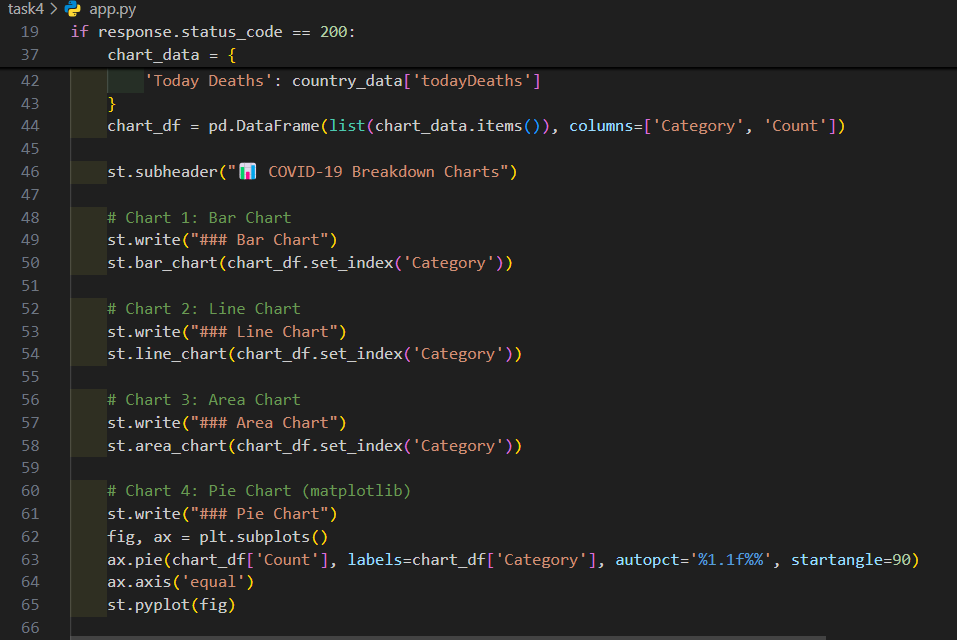 task4 > app.py
19 if response.status_code == 200:
37     chart_data = {
42         'Today Deaths': country_data['todayDeaths']
43     }
44     chart_df = pd.DataFrame(list(chart_data.items()), columns=['Category', 'Count'])
45
46     st.subheader("📊 COVID-19 Breakdown Charts")
47
48     # Chart 1: Bar Chart
49     st.write("### Bar Chart")
50     st.bar_chart(chart_df.set_index('Category'))
51
52     # Chart 2: Line Chart
53     st.write("### Line Chart")
54     st.line_chart(chart_df.set_index('Category'))
55
56     # Chart 3: Area Chart
57     st.write("### Area Chart")
58     st.area_chart(chart_df.set_index('Category'))
59
60     # Chart 4: Pie Chart (matplotlib)
61     st.write("### Pie Chart")
62     fig, ax = plt.subplots()
63     ax.pie(chart_df['Count'], labels=chart_df['Category'], autopct='%1.1f%%', startangle=90)
64     ax.axis('equal')
65     st.pyplot(fig)
66